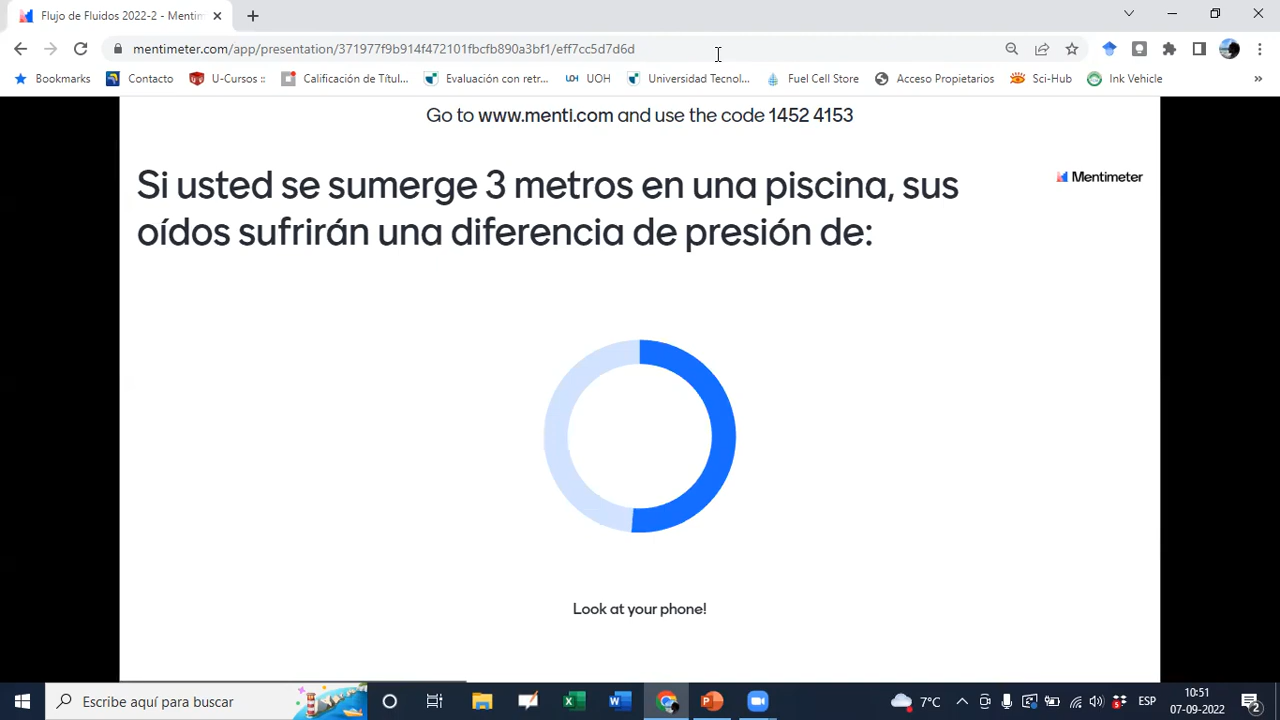 Flujo de Fluidos 2022-2 - Mentim
mentimeter.com/app/presentation/371977f9b914f472101fbcfb890a5bf1/eff7cc5d7d6d
Bookmarks Contacto U-Cursos :: Calificación de Títul... Evaluación con retr... UOH UOH Universidad Tecnol... Fuel Cell Store Acceso Propietarios Sci-Hub Ink Vehicle »
Go to www.menti.com and use the code 1452 4153
Si usted se sumerge 3 metros en una piscina, sus
oídos sufrirán una diferencia de presión de:
Mentimeter
Look at your phone!
Escribe aquí para buscar
7°C ESP 10:51
07-09-2022 2